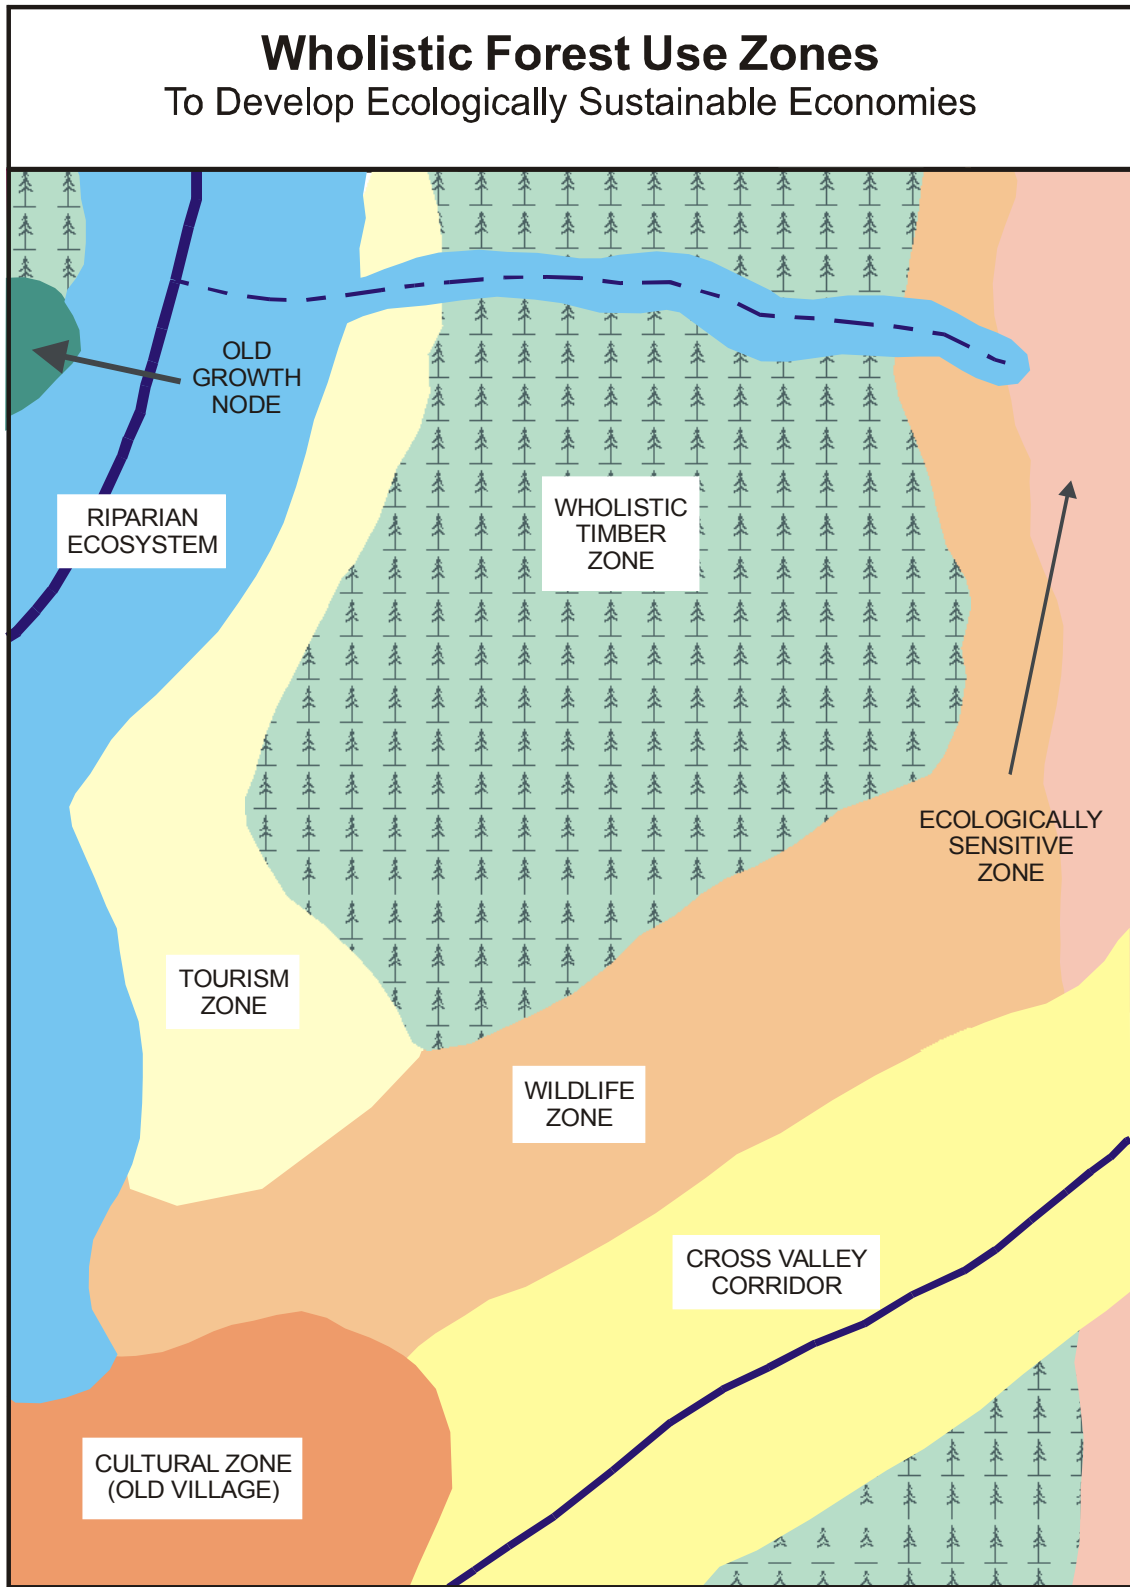 Wholistic Forest Use Zones
To Develop Ecologically Sustainable Economies
OLD
GROWTH
NODE
RIPARIAN
ECOSYSTEM
WHOLISTIC
TIMBER
ZONE
ECOLOGICALLY
SENSITIVE
ZONE
TOURISM
ZONE
WILDLIFE
ZONE
CROSS VALLEY
CORRIDOR
CULTURAL ZONE
(OLD VILLAGE)